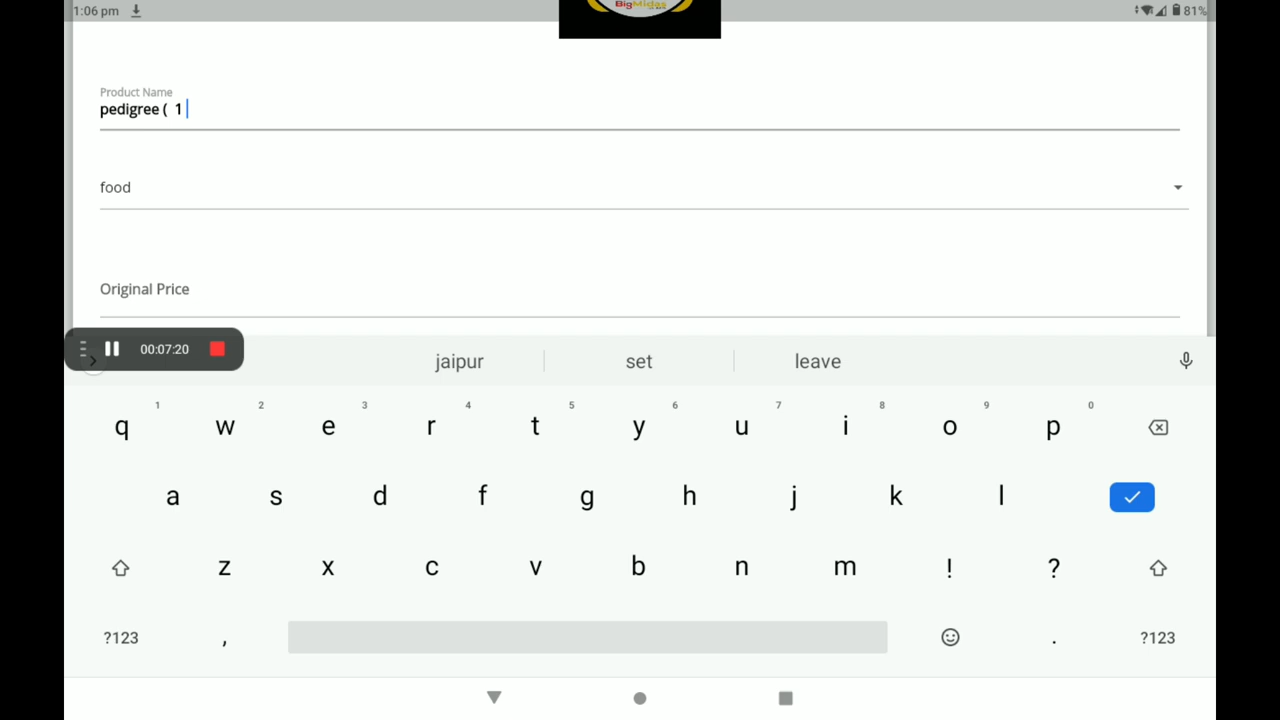 1:06 pm
81%
BigMidas
Product Name
pedigree ( 1
food
Original Price
00:07:20
jaipur set leave
1 2 3 4 5 6 7 8 9 0
q w e r t y u i o p
a s d f g h j k l
z x c v b n m ! ?
?123 , . ?123